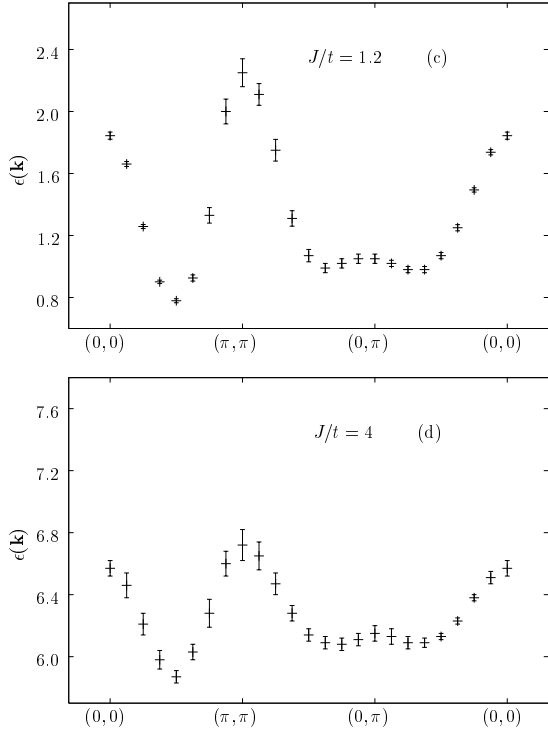 2.4
J/t = 1.2 (c)
2.0
ϵ(k)
1.6
1.2
0.8
(0, 0) (π, π) (0, π) (0, 0)
7.6
J/t = 4 (d)
7.2
ϵ(k)
6.8
6.4
6.0
(0, 0) (π, π) (0, π) (0, 0)